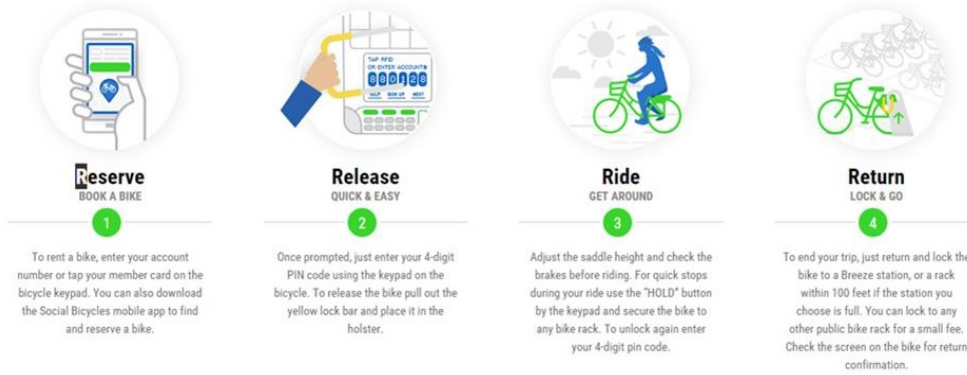 TAP RFID
OR ENTER ACCOUNT#
HELP SIGN UP NEXT
Reserve
BOOK A BIKE
1
To rent a bike, enter your account
number or tap your member card on the
bicycle keypad. You can also download
the Social Bicycles mobile app to find
and reserve a bike.
Release
QUICK & EASY
2
Once prompted, just enter your 4-digit
PIN code using the keypad on the
bicycle. To release the bike pull out the
yellow lock bar and place it in the
holster.
Ride
GET AROUND
3
Adjust the saddle height and check the
brakes before riding. For quick stops
during your ride use the "HOLD" button
by the keypad and secure the bike to
any bike rack. To unlock again enter
your 4-digit pin code.
Return
LOCK & GO
4
To end your trip, just return and lock the
bike to a Breeze station, or a rack
within 100 feet if the station you
choose is full. You can lock to any
other public bike rack for a small fee.
Check the screen on the bike for return
confirmation.